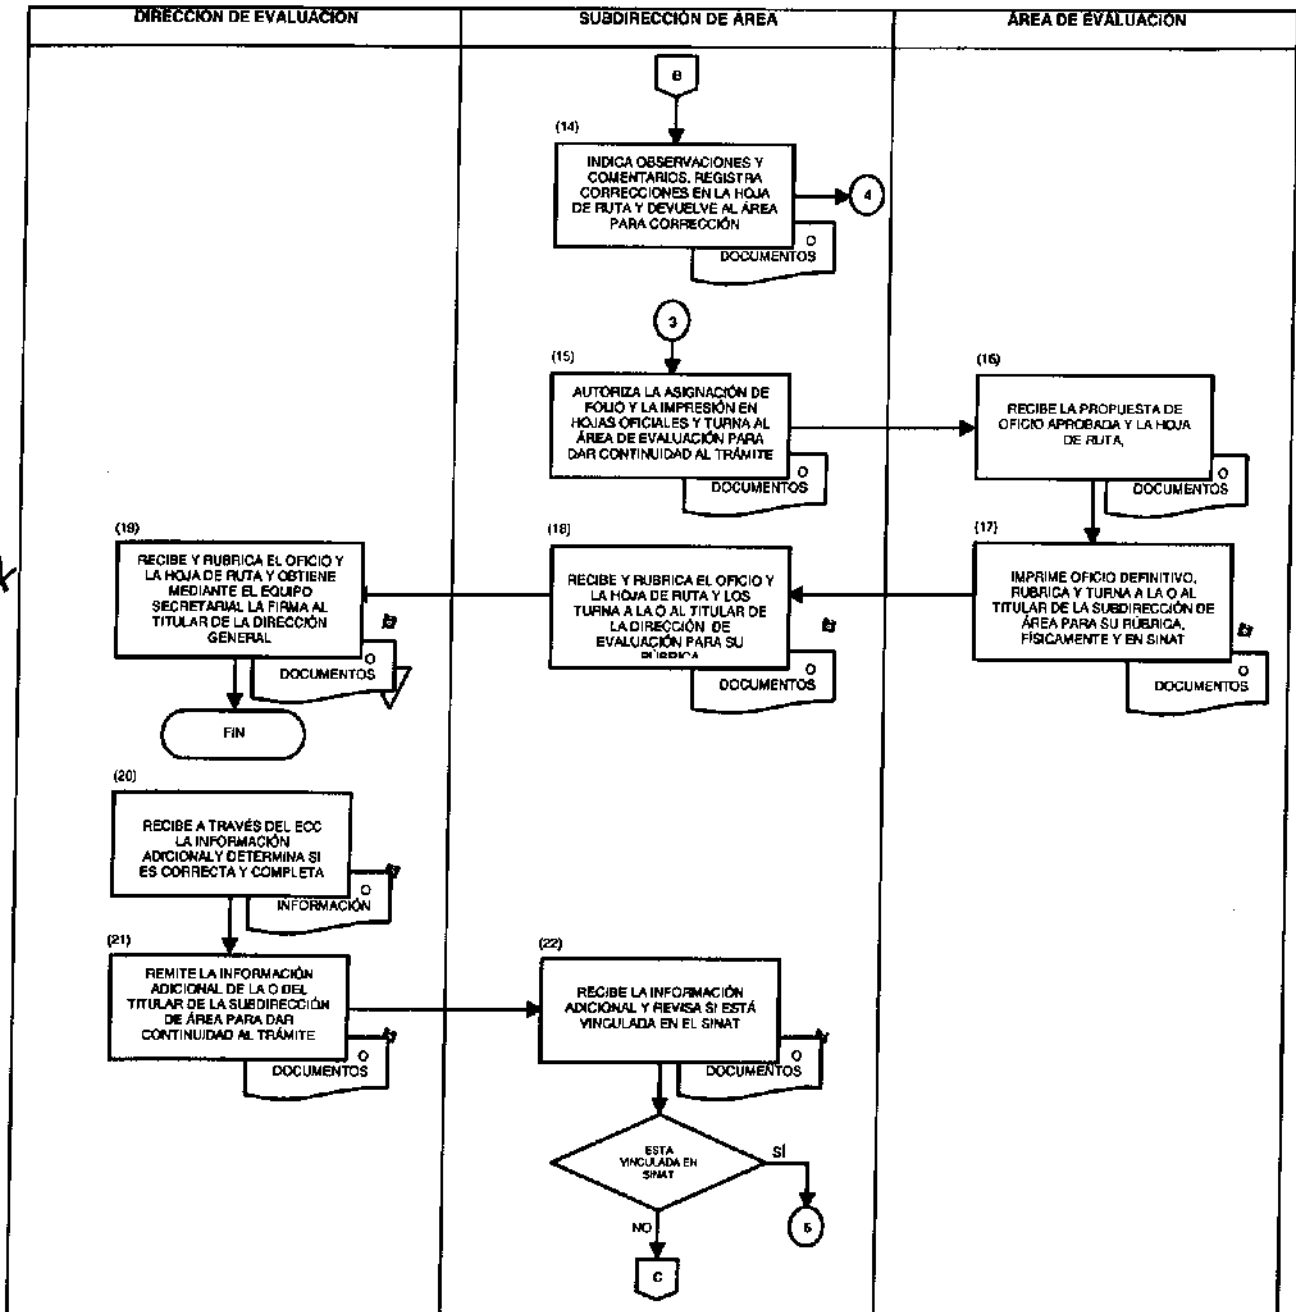 DIRECCIÓN DE EVALUACIÓN
SUBDIRECCIÓN DE ÁREA
ÁREA DE EVALUACIÓN
B
(14)
INDICA OBSERVACIONES Y
COMENTARIOS, REGISTRA
CORRECCIONES EN LA HOJA
DE RUTA Y DEVUELVE AL ÁREA
PARA CORRECCIÓN
4
O
DOCUMENTOS
3
(15)
AUTORIZA LA ASIGNACIÓN DE
FOLIO Y LA IMPRESIÓN EN
HOJAS OFICIALES Y TURNA AL
ÁREA DE EVALUACIÓN PARA
DAR CONTINUIDAD AL TRÁMITE
O
DOCUMENTOS
(16)
RECIBE LA PROPUESTA DE
OFICIO APROBADA Y LA HOJA
DE RUTA,
O
DOCUMENTOS
(19)
RECIBE Y RUBRICA EL OFICIO Y
LA HOJA DE RUTA Y OBTIENE
MEDIANTE EL EQUIPO
SECRETARIAL LA FIRMA AL
TITULAR DE LA DIRECCIÓN
GENERAL
O
DOCUMENTOS
FIN
(18)
RECIBE Y RUBRICA EL OFICIO Y
LA HOJA DE RUTA Y LOS
TURNA A LA O AL TITULAR DE
LA DIRECCIÓN DE
EVALUACIÓN PARA SU
RÚBRICA
O
DOCUMENTOS
(17)
IMPRIME OFICIO DEFINITIVO,
RUBRICA Y TURNA A LA O AL
TITULAR DE LA SUBDIRECCIÓN DE
ÁREA PARA SU RÚBRICA,
FÍSICAMENTE Y EN SINAT
O
DOCUMENTOS
(20)
RECIBE A TRAVÉS DEL ECC
LA INFORMACIÓN
ADICIONAL Y DETERMINA SI
ES CORRECTA Y COMPLETA
O
INFORMACIÓN
(21)
REMITE LA INFORMACIÓN
ADICIONAL DE LA O DEL
TITULAR DE LA SUBDIRECCIÓN
DE ÁREA PARA DAR
CONTINUIDAD AL TRÁMITE
O
DOCUMENTOS
(22)
RECIBE LA INFORMACIÓN
ADICIONAL Y REVISA SI ESTÁ
VINCULADA EN EL SINAT
O
DOCUMENTOS
ESTA
VINCULADA EN
SINAT
SÍ
NO
C